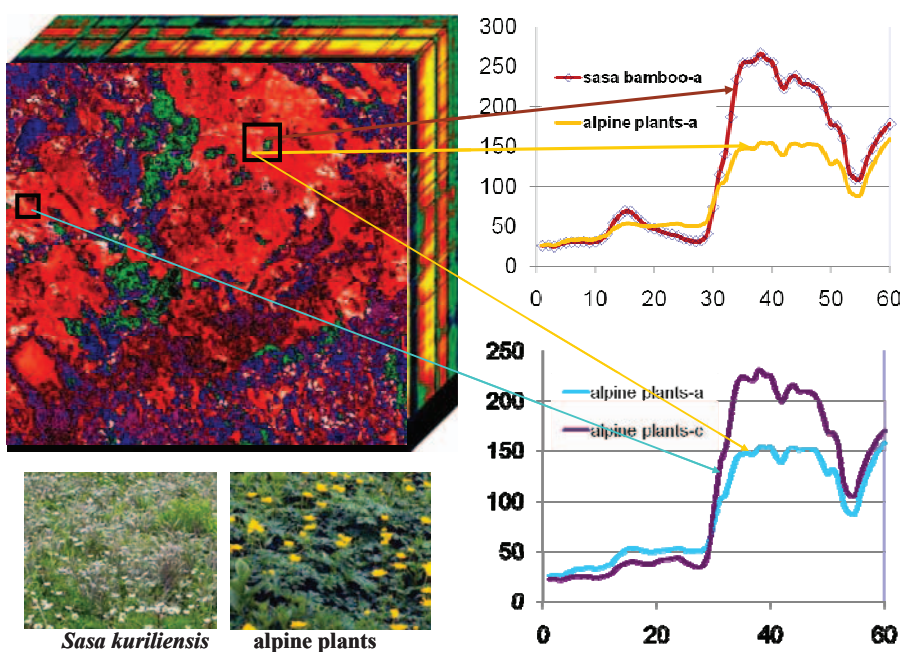 300
250
200
150
100
50
0
sasa bamboo-a
alpine plants-a
0 10 20 30 40 50 60
250
200
150
100
50
0
alpine plants-a
alpine plants-c
0 20 40 60
Sasa kuriliensis alpine plants